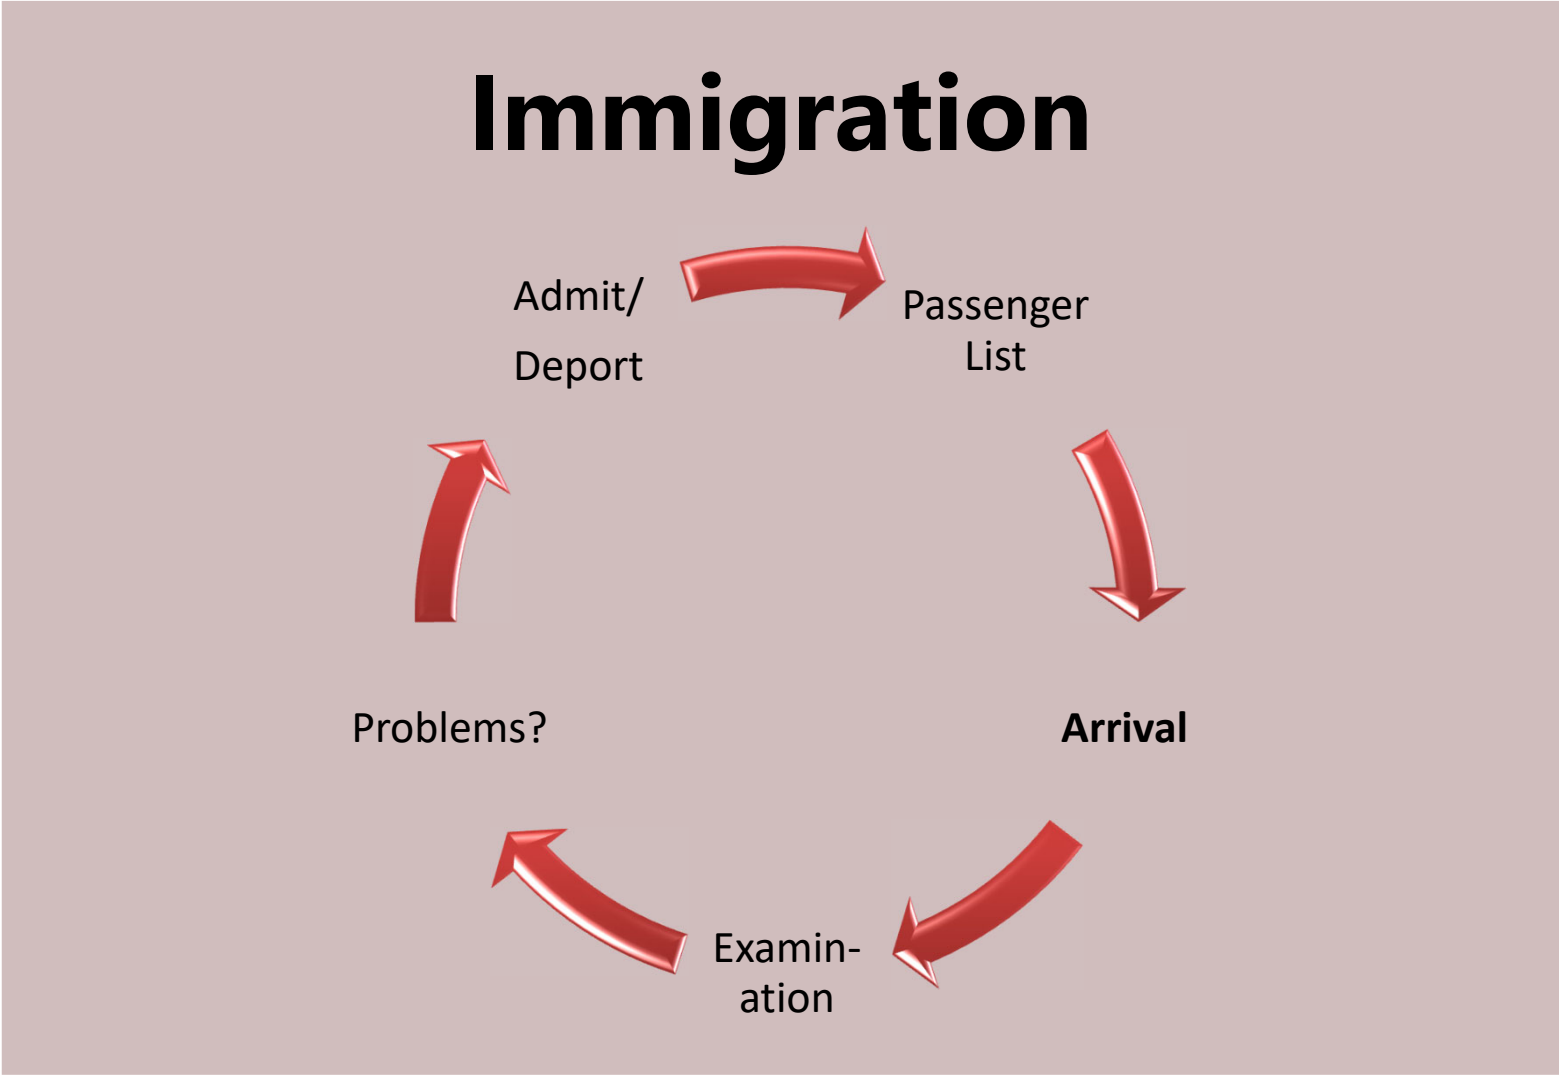 Immigration
Admit/
Deport
Passenger
List
Arrival
Examin-
ation
Problems?